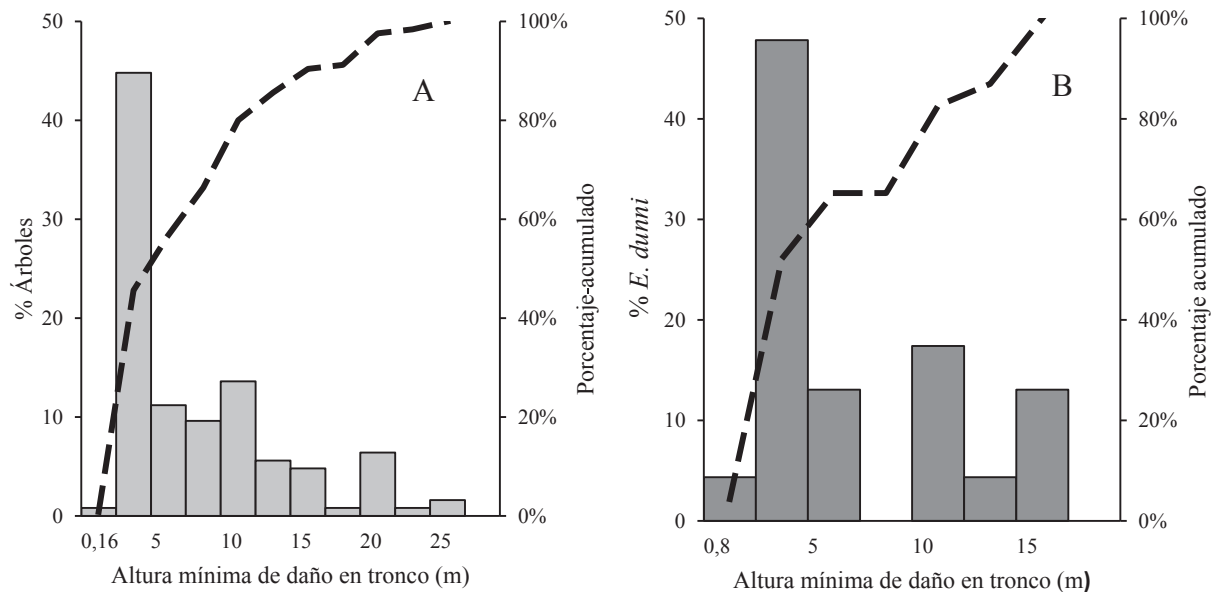 A
% Árboles
50
40
30
20
10
0
0,16 5 10 15 20 25
Altura mínima de daño en tronco (m)
100%
80%
60%
40%
20%
0%
Porcentaje-acumulado
B
% E. dunni
50
40
30
20
10
0
0,8 5 10 15
Altura mínima de daño en tronco (m)
100%
80%
60%
40%
20%
0%
Porcentaje acumulado